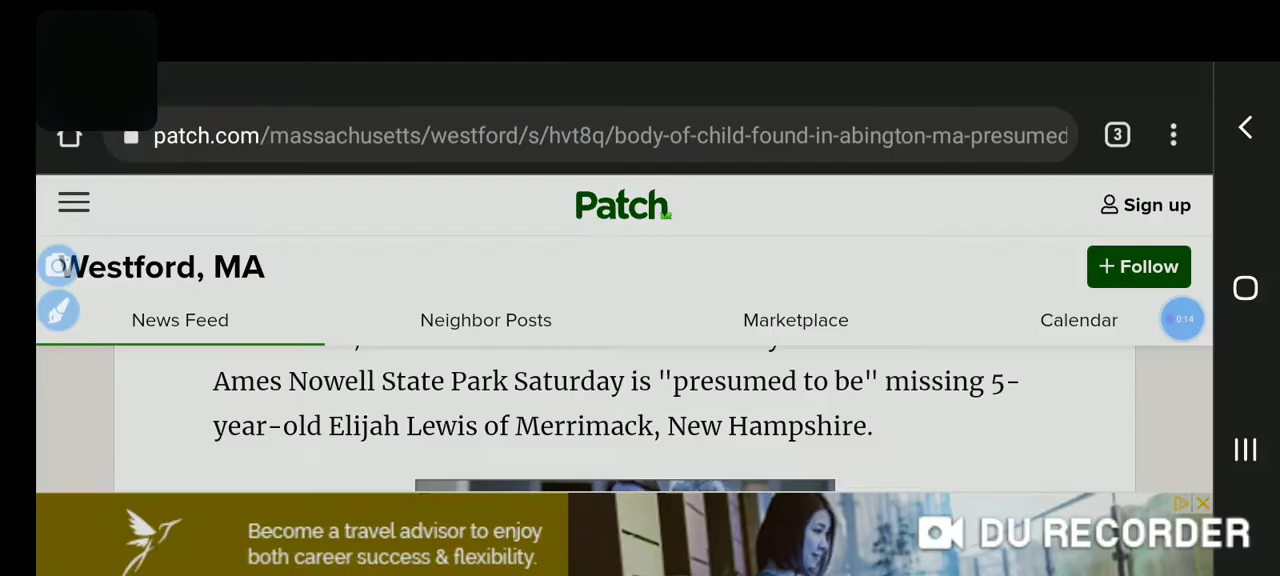 3
patch.com/massachusetts/westford/s/hvt8q/body-of-child-found-in-abington-ma-presumed
Patch
Sign up
Westford, MA
+ Follow
News Feed
Neighbor Posts
Marketplace
Calendar
0:14
Ames Nowell State Park Saturday is "presumed to be" missing 5-
year-old Elijah Lewis of Merrimack, New Hampshire.
Become a travel advisor to enjoy
both career success & flexibility.
DU RECORDER